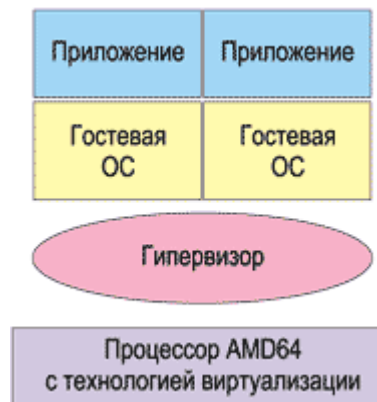 Приложение Приложение
Гостевая Гостевая
ОС ОС
Гипервизор
Процессор AMD64
с технологией виртуализации